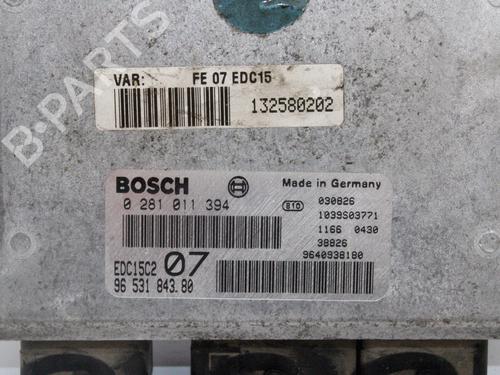 VAR: FE 07 EDC15
132580202
B-PARTS
BOSCH
Made in Germany
0 281 011 394
E10
030826
1039S03771
1166 0430
38826
9640938180
EDC15C2 07
96 531 843.80